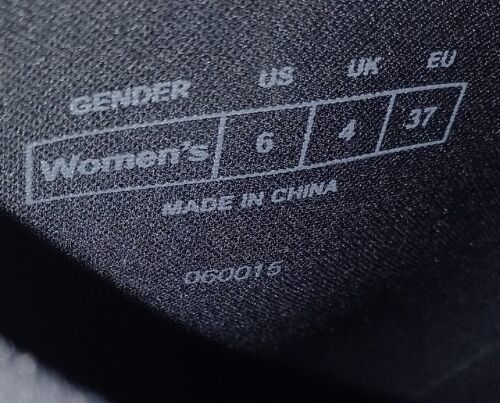 GENDER US UK EU
Women's 6 4 37
MADE IN CHINA
060015